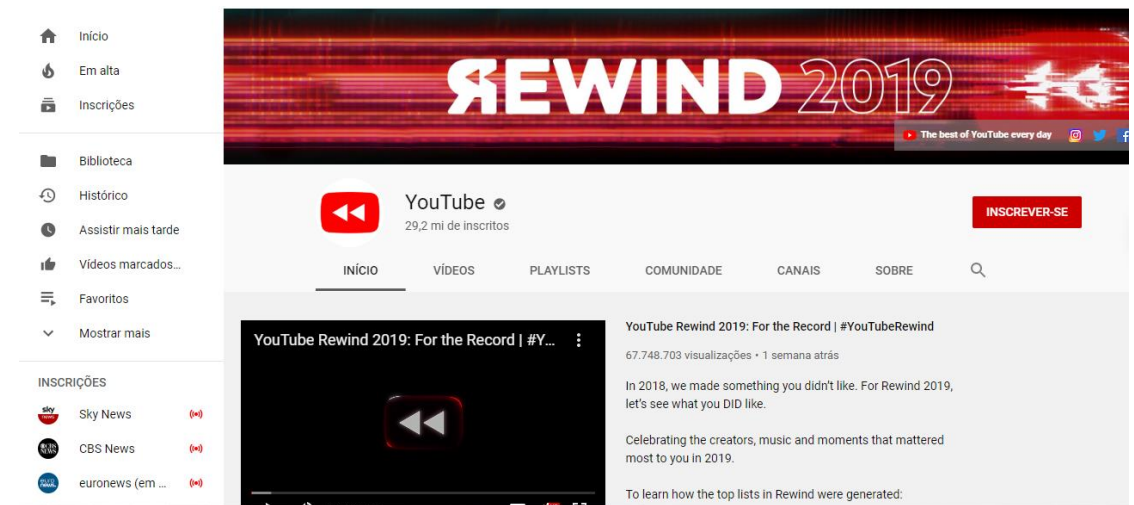 Início
Em alta
Inscrições
Biblioteca
Histórico
Assistir mais tarde
Vídeos marcados...
Favoritos
Mostrar mais
INSCRIÇÕES
sky news
Sky News
CBS NEWS
CBS News
euronews (em ...
REWIND 2019
The best of YouTube every day
YouTube
29,2 mi de inscritos
INSCREVER-SE
INÍCIO
VÍDEOS
PLAYLISTS
COMUNIDADE
CANAIS
SOBRE
YouTube Rewind 2019: For the Record | #Y...
YouTube Rewind 2019: For the Record | #YouTubeRewind
67.748.703 visualizações • 1 semana atrás
In 2018, we made something you didn't like. For Rewind 2019,
let's see what you DID like.
Celebrating the creators, music and moments that mattered
most to you in 2019.
To learn how the top lists in Rewind were generated: